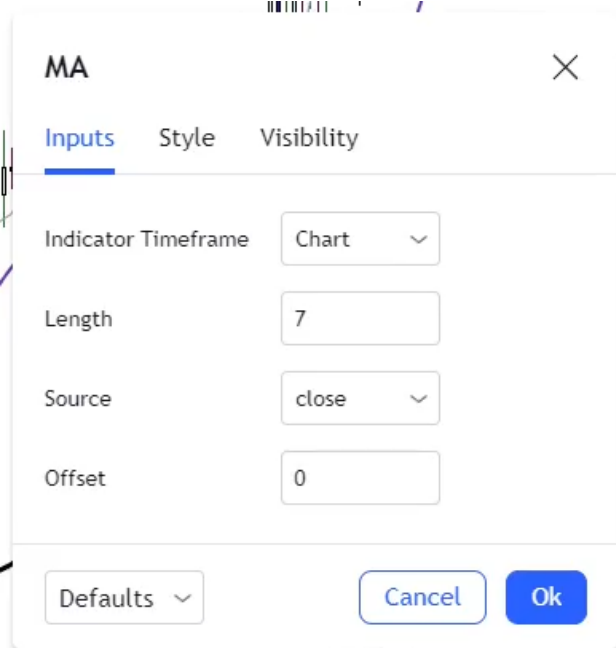 MA
Inputs Style Visibility
Indicator Timeframe Chart
Length 7
Source close
Offset 0
Defaults Cancel Ok